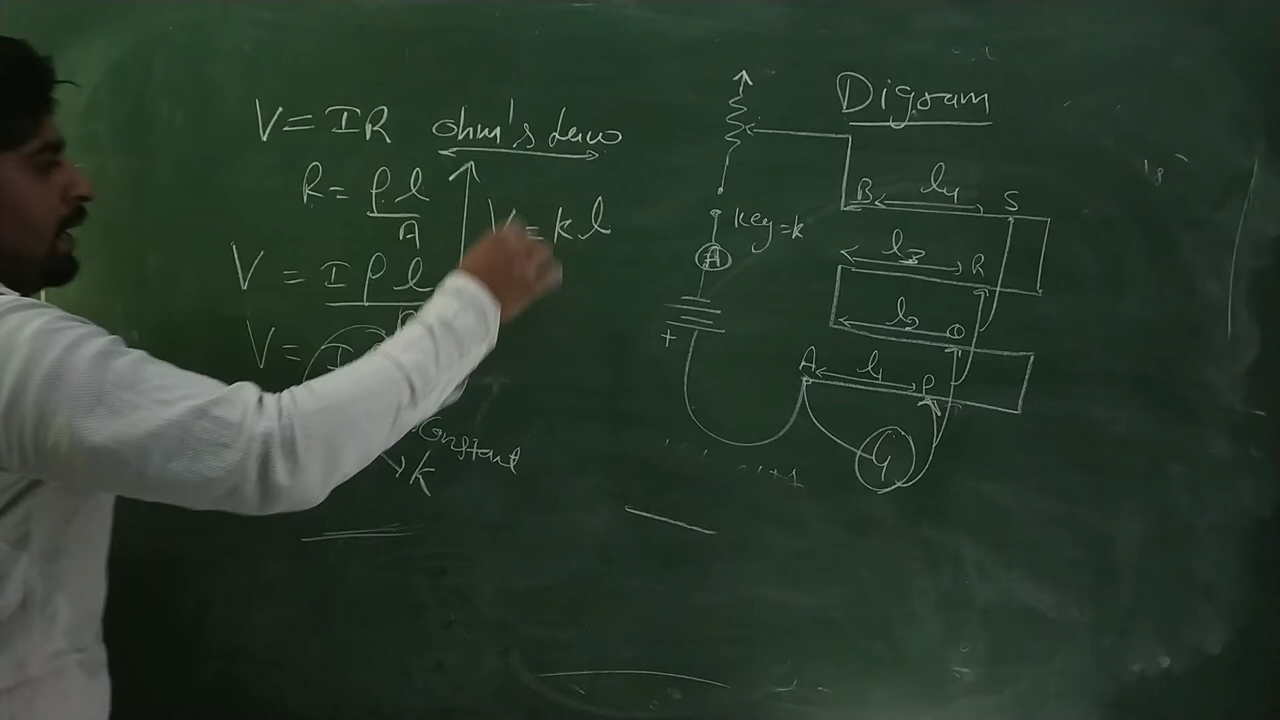 V = IR ohm's Law
R = ρl
A
V = kl
V = Iρl
V = I
Constant
k
Digram
B l4 S
key = k
l3 R
A
l2 Q
+
A l1 P
G